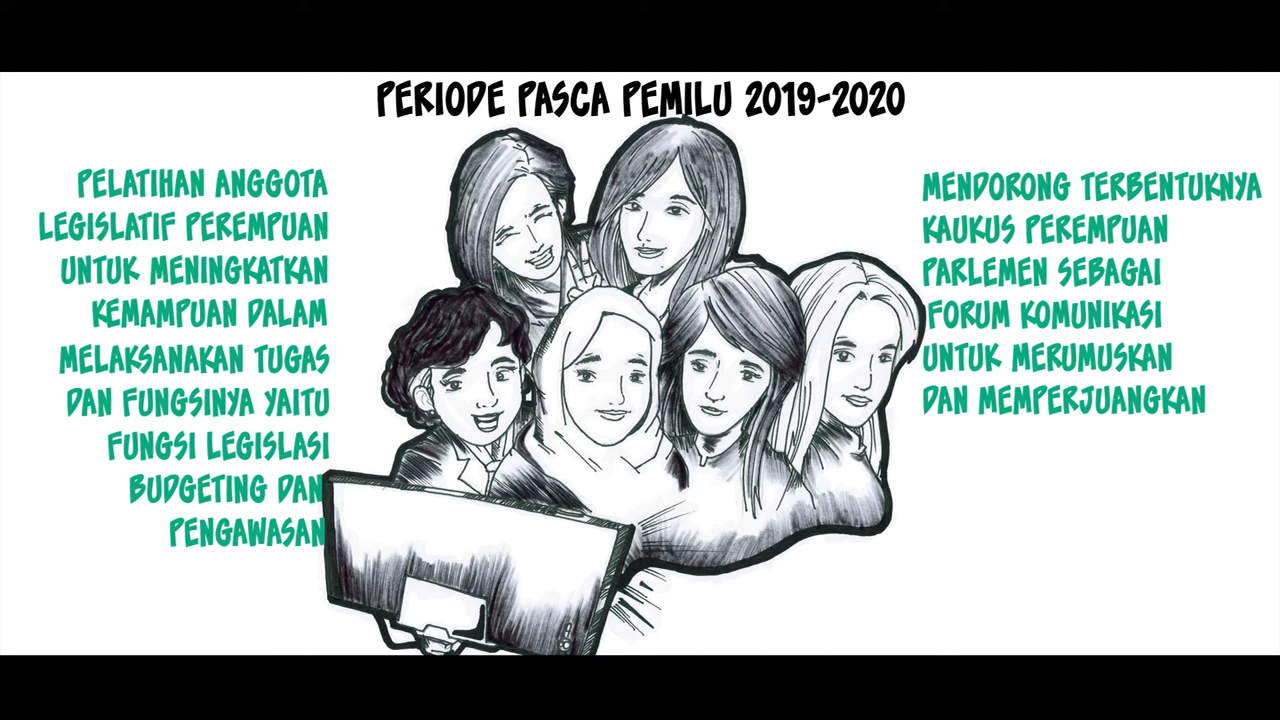 PERIODE PASCA PEMILU 2019-2020
PELATIHAN ANGGOTA
LEGISLATIF PEREMPUAN
UNTUK MENINGKATKAN
KEMAMPUAN DALAM
MELAKSANAKAN TUGAS
DAN FUNGSINYA YAITU
FUNGSI LEGISLASI
BUDGETING DAN
PENGAWASAN
MENDORONG TERBENTUKNYA
KAUKUS PEREMPUAN
PARLEMEN SEBAGAI
FORUM KOMUNIKASI
UNTUK MERUMUSKAN
DAN MEMPERJUANGKAN